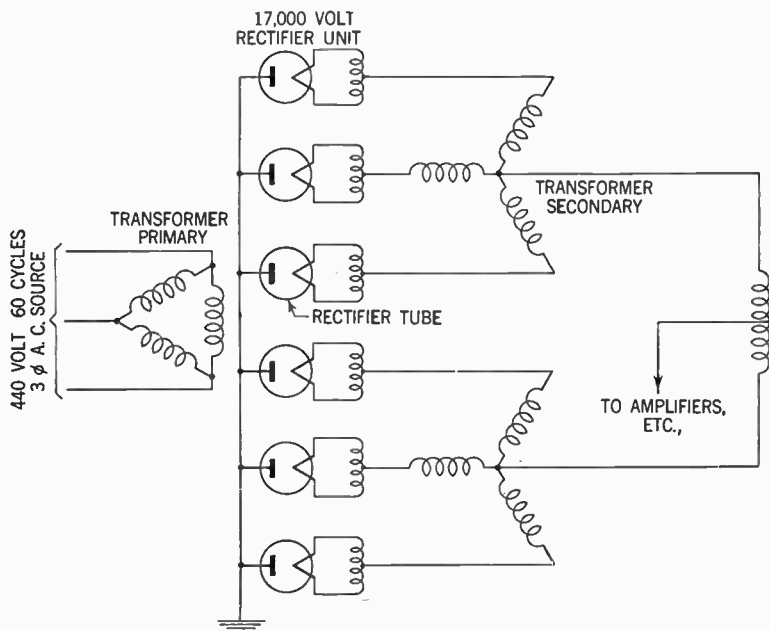 17,000 VOLT
RECTIFIER UNIT
TRANSFORMER
SECONDARY
TRANSFORMER
PRIMARY
440 VOLT 60 CYCLES
3 ϕ A.C. SOURCE
RECTIFIER TUBE
TO AMPLIFIERS,
ETC.,